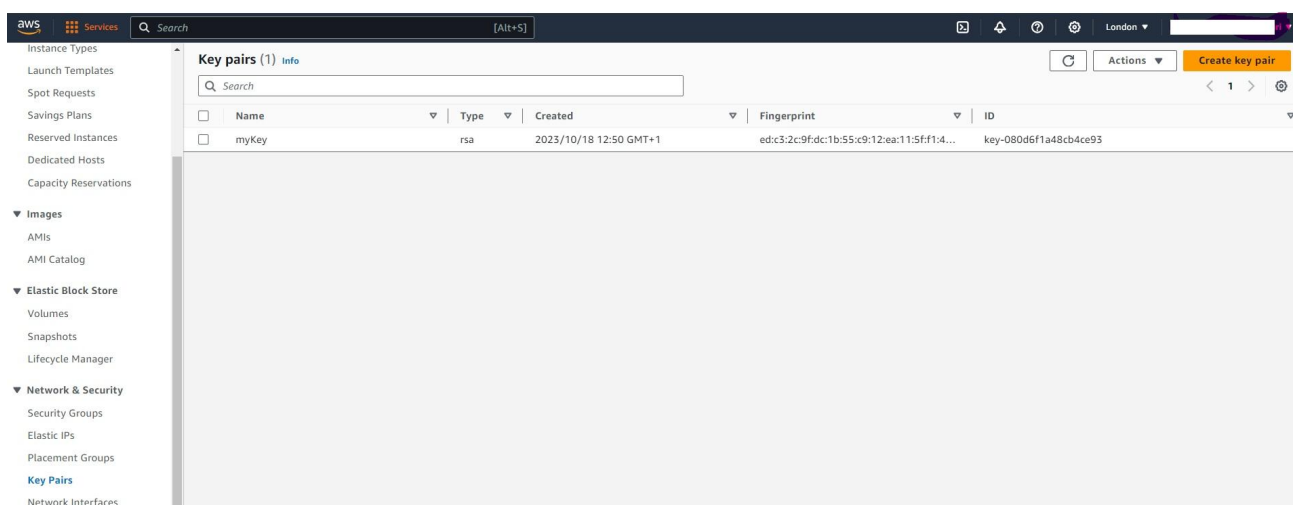 aws Services Search [Alt+S] London
Instance Types
Launch Templates
Spot Requests
Savings Plans
Reserved Instances
Dedicated Hosts
Capacity Reservations
Images
AMIs
AMI Catalog
Elastic Block Store
Volumes
Snapshots
Lifecycle Manager
Network & Security
Security Groups
Elastic IPs
Placement Groups
Key Pairs
Network Interfaces
Key pairs (1) Info Actions Create key pair
Search 1
Name Type Created Fingerprint ID
myKey rsa 2023/10/18 12:50 GMT+1 ed:c3:2c:9f:dc:1b:55:c9:12:ea:11:5f:f1:4... key-080d6f1a48cb4ce93